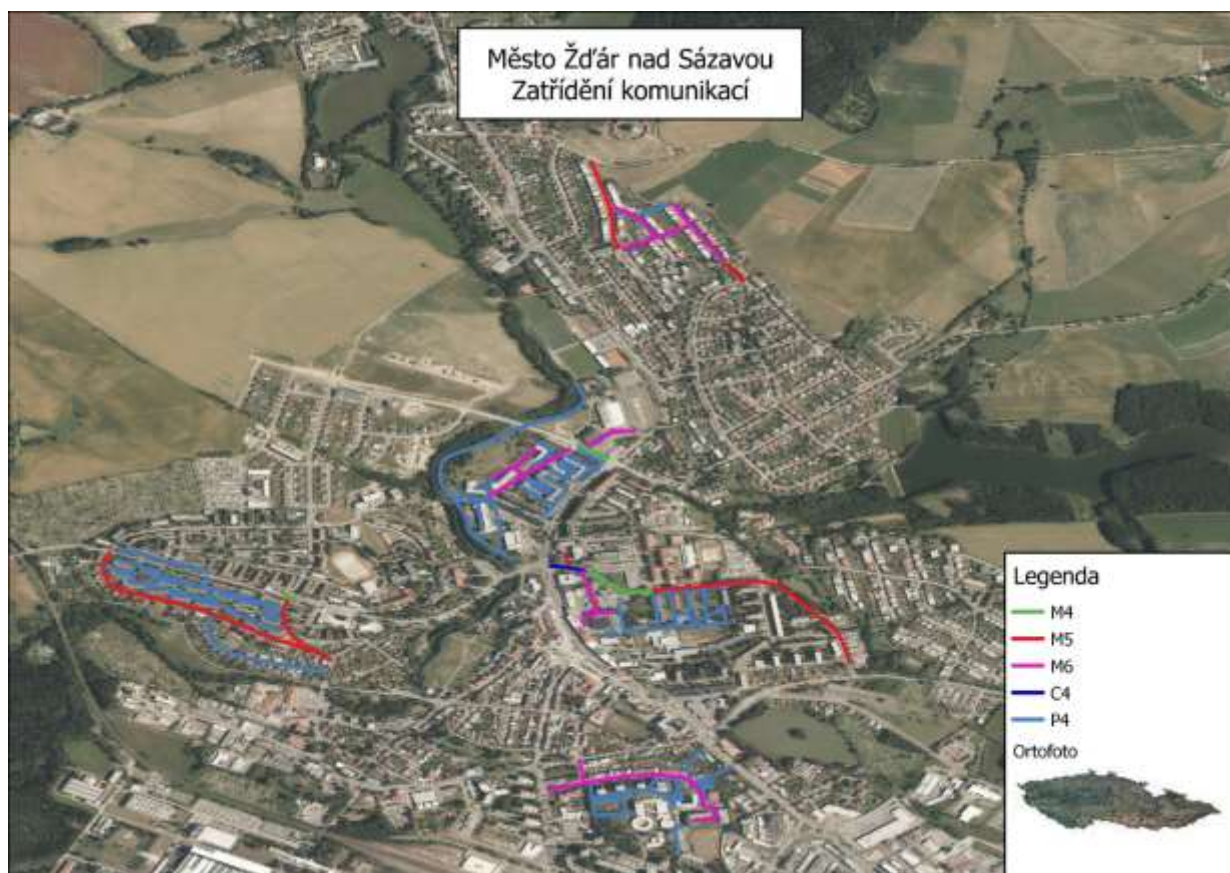 Město Žďár nad Sázavou
Zatřídění komunikací
Legenda
M4
M5
M6
C4
P4
Ortofoto